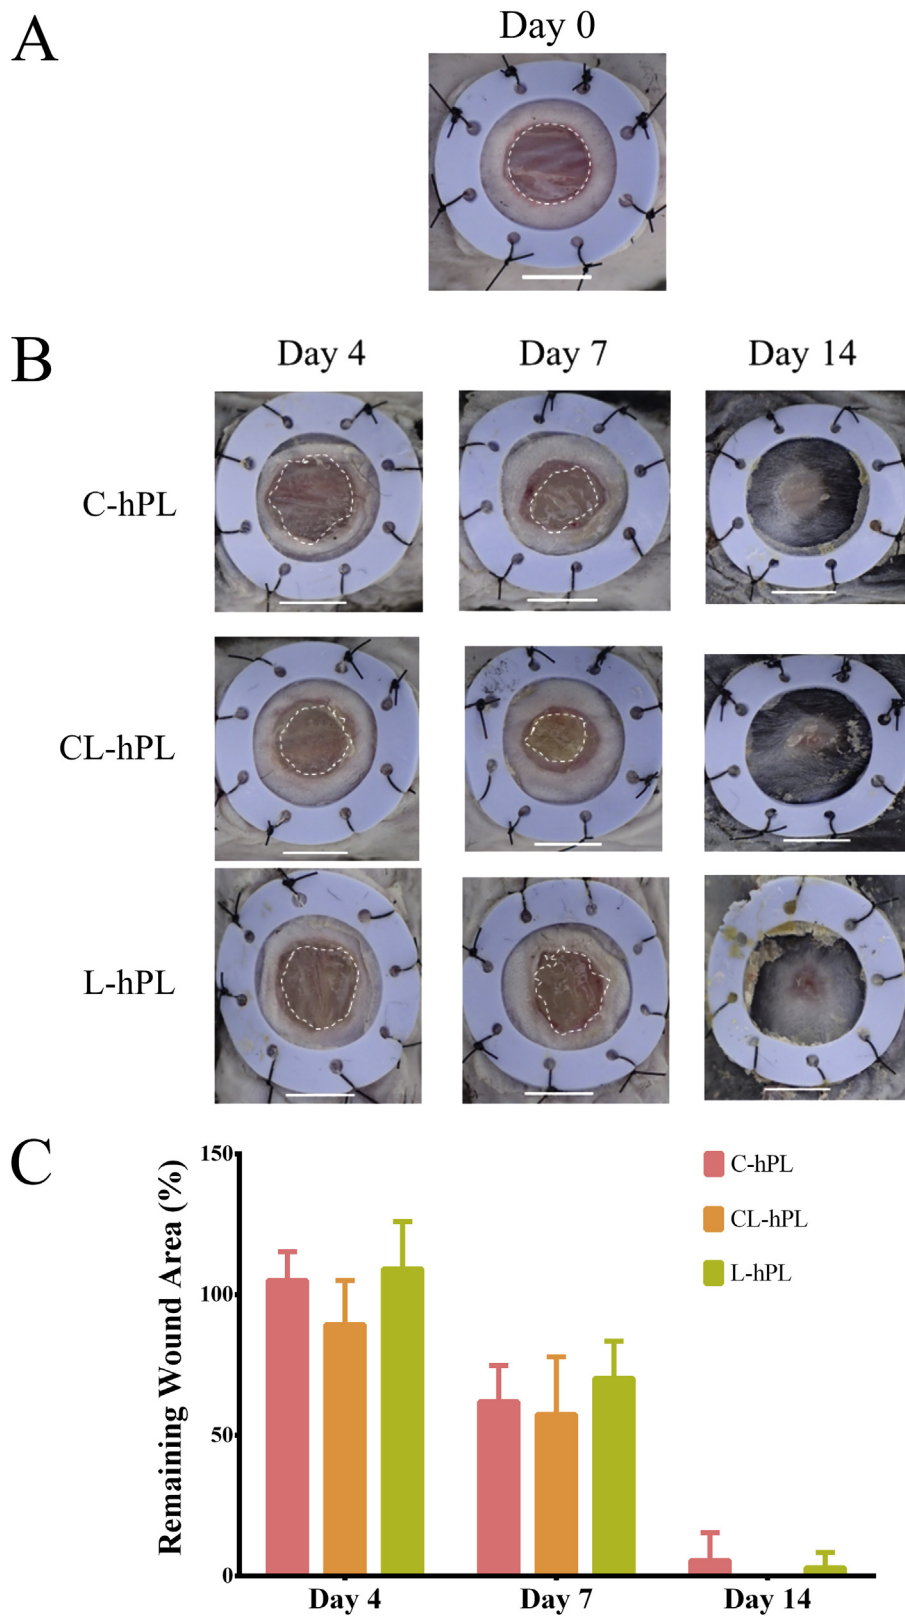 A
Day 0
B
Day 4 Day 7 Day 14
C-hPL
CL-hPL
L-hPL
C
Remaining Wound Area (%)
150
100
50
0
C-hPL
CL-hPL
L-hPL
Day 4 Day 7 Day 14